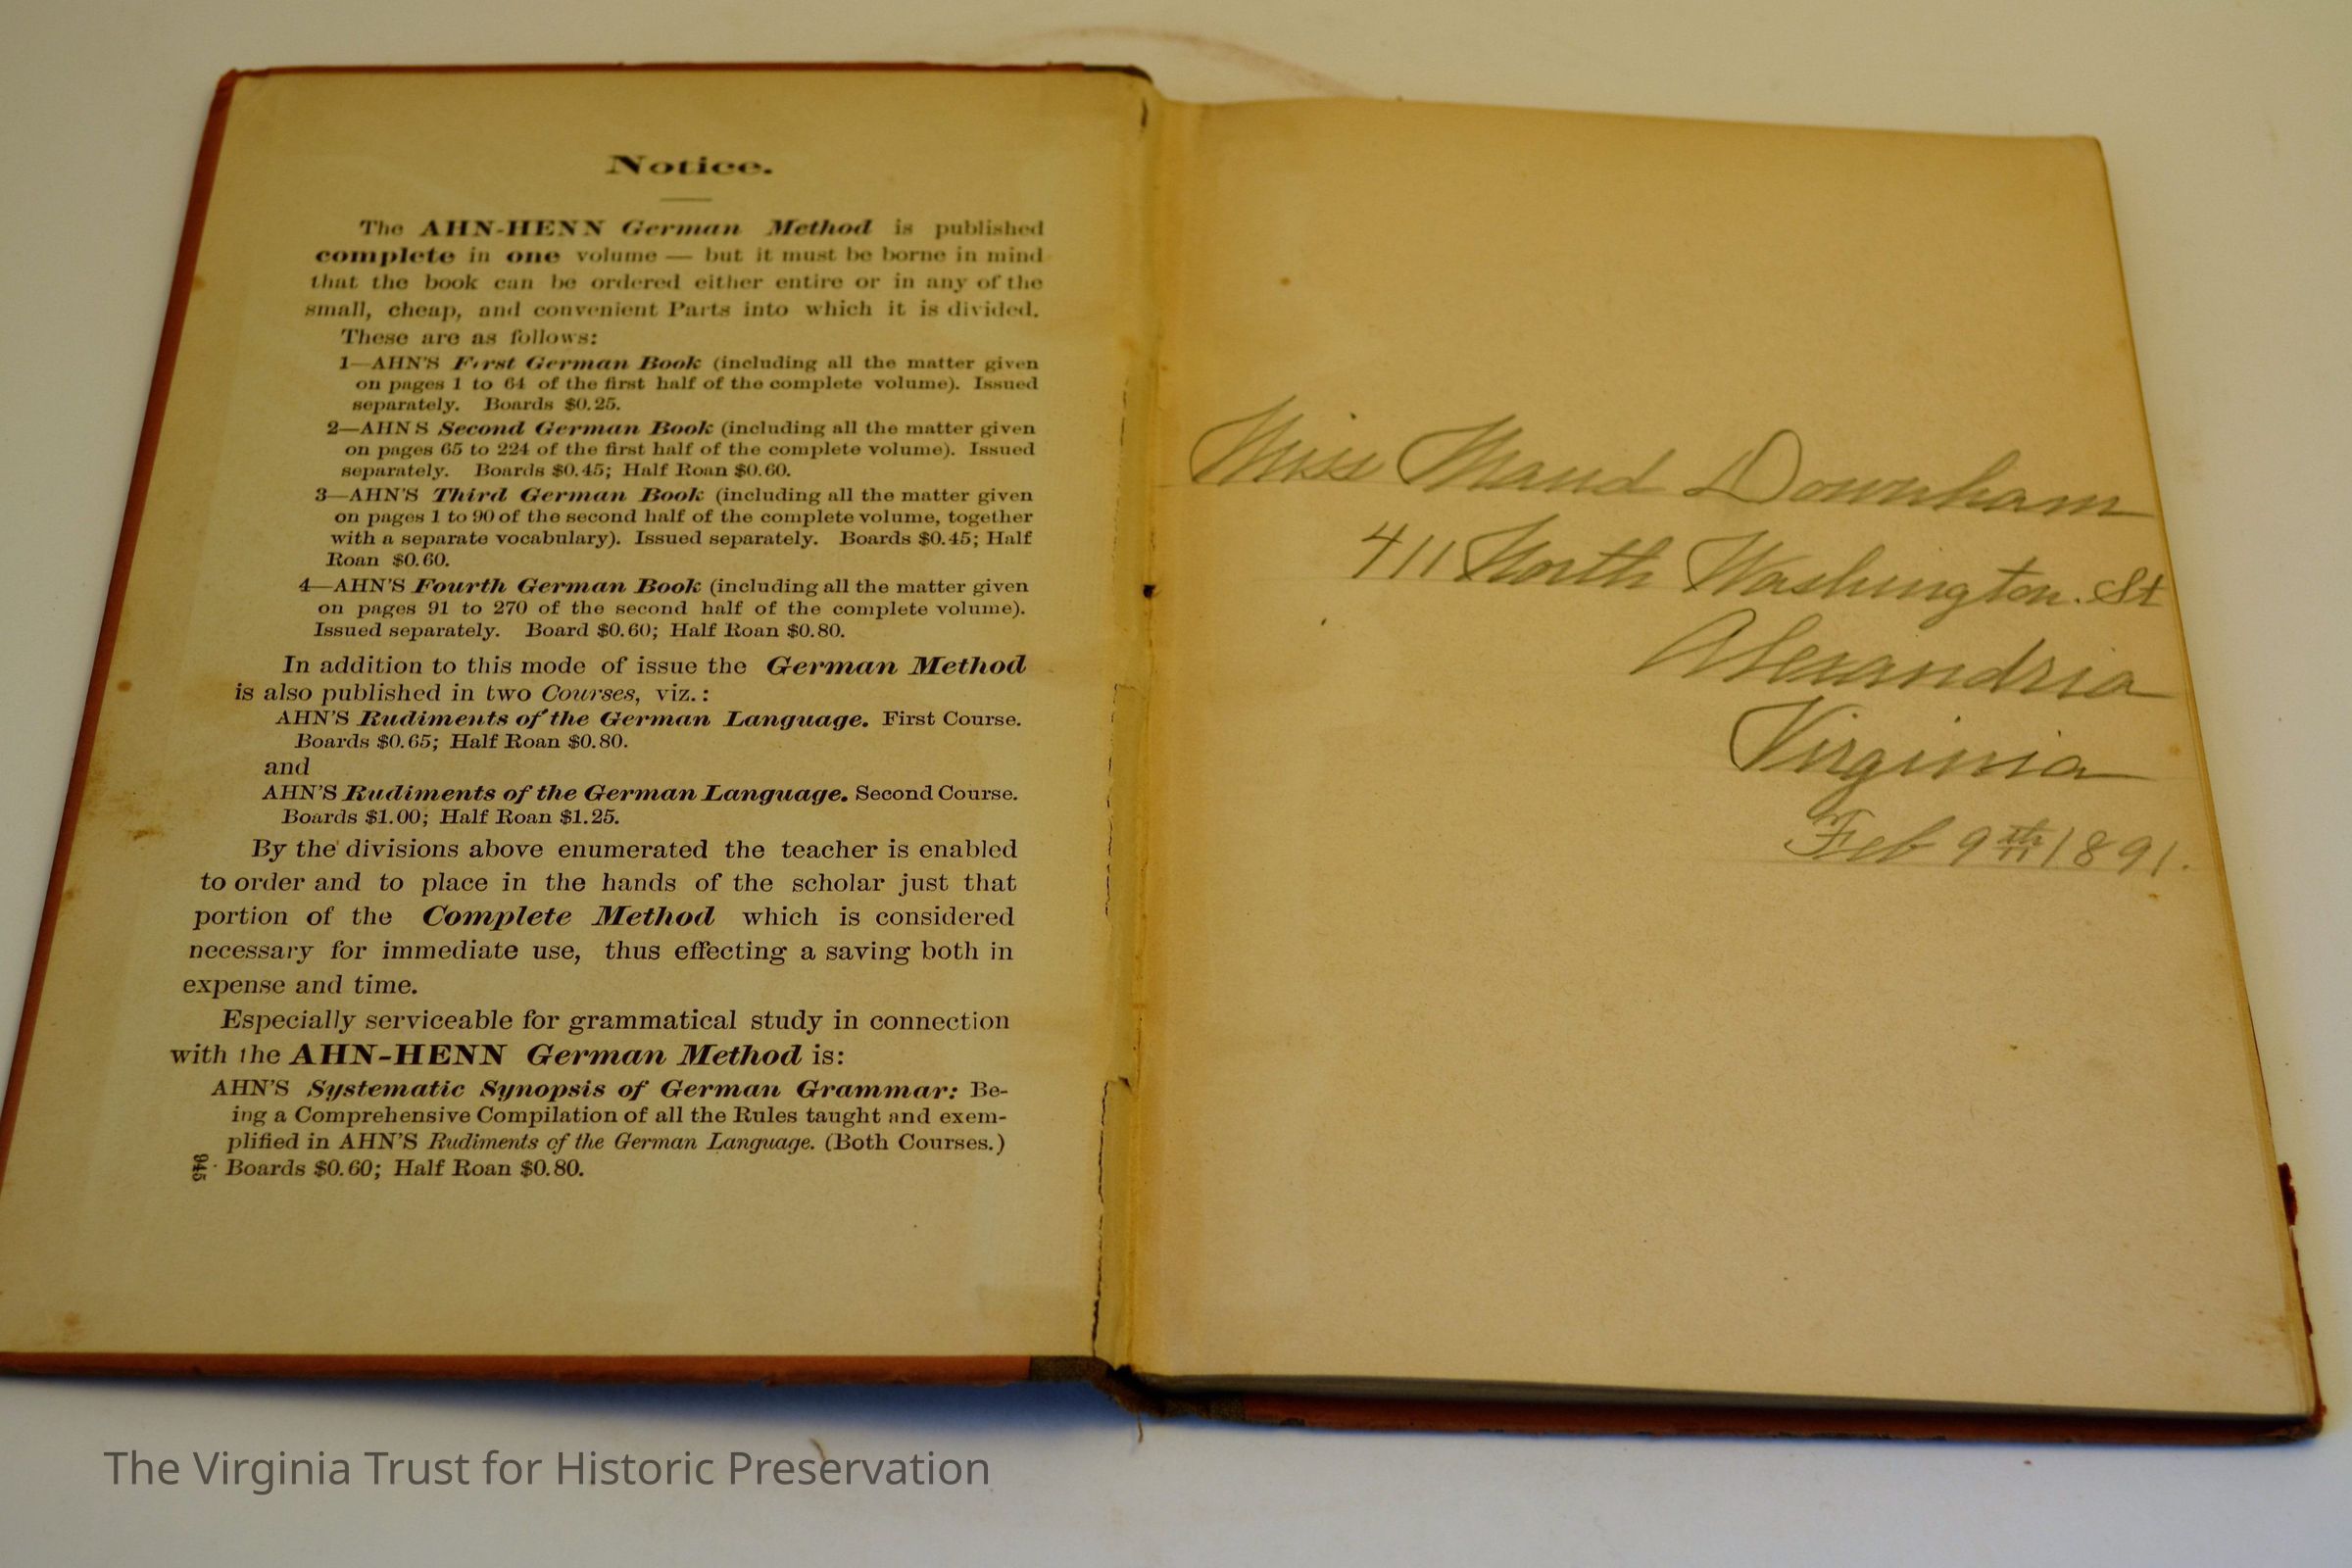 Notice.
The AHN-HENN German Method is published
complete in one volume — but it must be borne in mind
that the book can be ordered either entire or in any of the
small, cheap, and convenient Parts into which it is divided.
These are as follows:
1—AHN'S First German Book (including all the matter given
on pages 1 to 64 of the first half of the complete volume). Issued
separately. Boards $0.25.
2—AHN S Second German Book (including all the matter given
on pages 65 to 224 of the first half of the complete volume). Issued
separately. Boards $0.45; Half Roan $0.60.
3—AHN'S Third German Book (including all the matter given
on pages 1 to 90 of the second half of the complete volume, together
with a separate vocabulary). Issued separately. Boards $0.45; Half
Roan $0.60.
4—AHN'S Fourth German Book (including all the matter given
on pages 91 to 270 of the second half of the complete volume).
Issued separately. Board $0.60; Half Roan $0.80.
In addition to this mode of issue the German Method
is also published in two Courses, viz.:
AHN'S Rudiments of the German Language. First Course.
Boards $0.65; Half Roan $0.80.
and
AHN'S Rudiments of the German Language. Second Course.
Boards $1.00; Half Roan $1.25.
By the divisions above enumerated the teacher is enabled
to order and to place in the hands of the scholar just that
portion of the Complete Method which is considered
necessary for immediate use, thus effecting a saving both in
expense and time.
Especially serviceable for grammatical study in connection
with the AHN-HENN German Method is:
AHN'S Systematic Synopsis of German Grammar: Be-
ing a Comprehensive Compilation of all the Rules taught and exem-
plified in AHN'S Rudiments of the German Language. (Both Courses.)
Boards $0.60; Half Roan $0.80.
Miss Maud Downham
411 North Washington. St
Alexandria
Virginia
Feb 9th 1891.
The Virginia Trust for Historic Preservation